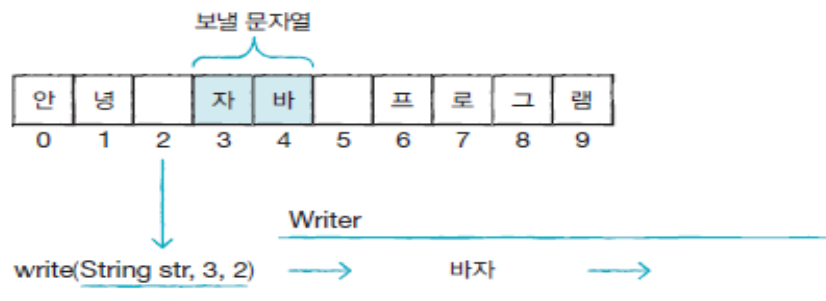 보낼 문자열
안 녕 자 바 프 로 그 램
0 1 2 3 4 5 6 7 8 9
Writer
write(String str, 3, 2) 바자